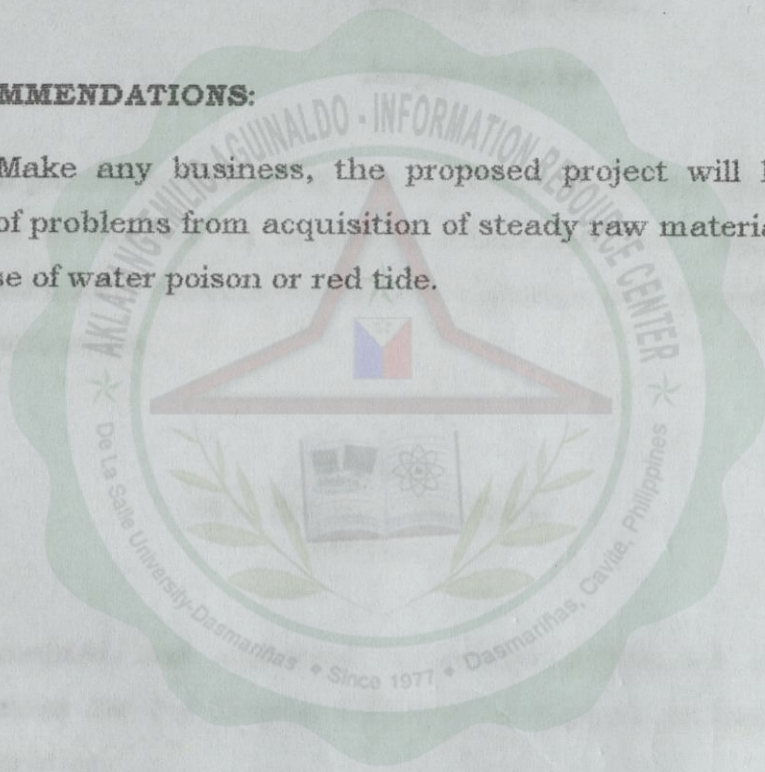 MMENDATIONS:
Make any business, the proposed project will
of problems from acquisition of steady raw materia
se of water poison or red tide.
AKLATANG EMILIO AGUINALDO - INFORMATION RESOURCE CENTER
De La Salle University-Dasmariñas • Since 1977 • Dasmariñas, Cavite, Philippines